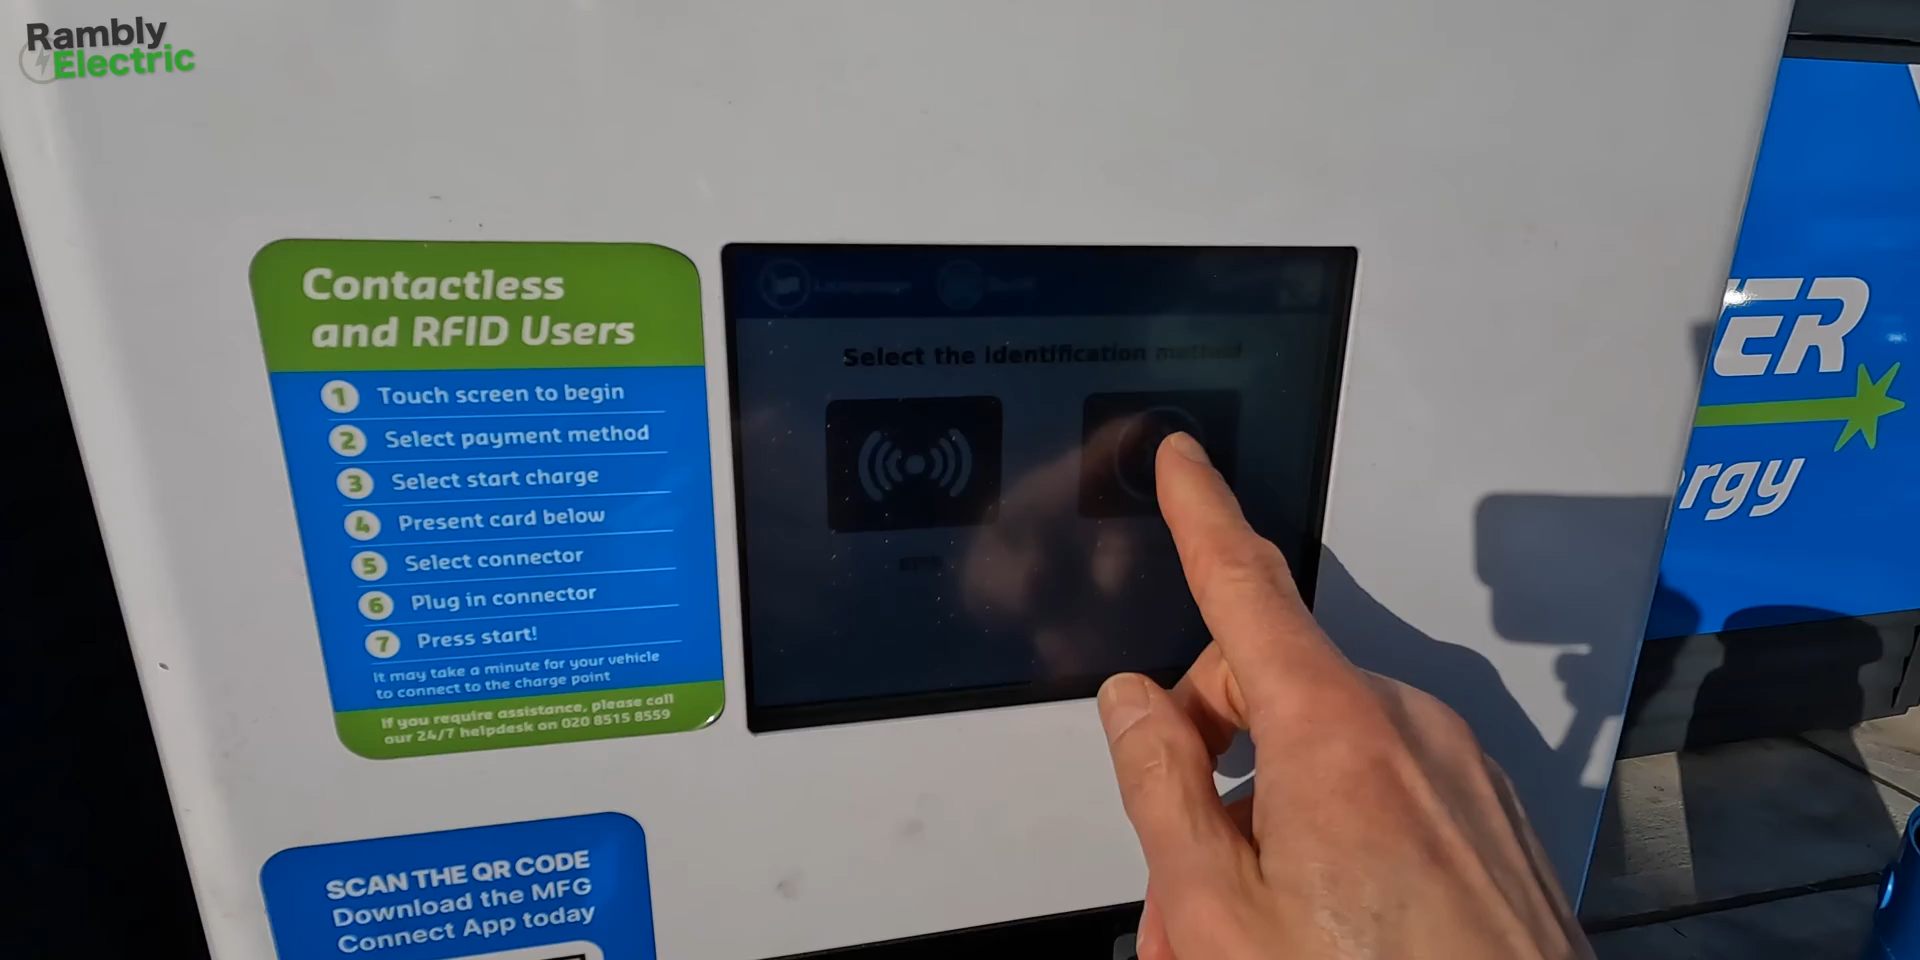 Rambly
Electric
Contactless
and RFID Users
1 Touch screen to begin
2 Select payment method
3 Select start charge
4 Present card below
5 Select connector
6 Plug in connector
7 Press start!
It may take a minute for your vehicle
to connect to the charge point
If you require assistance, please call
our 24/7 helpdesk on 020 8515 8559
SCAN THE QR CODE
Download the MFG
Connect App today
Language
Select the identification method
ER
rgy